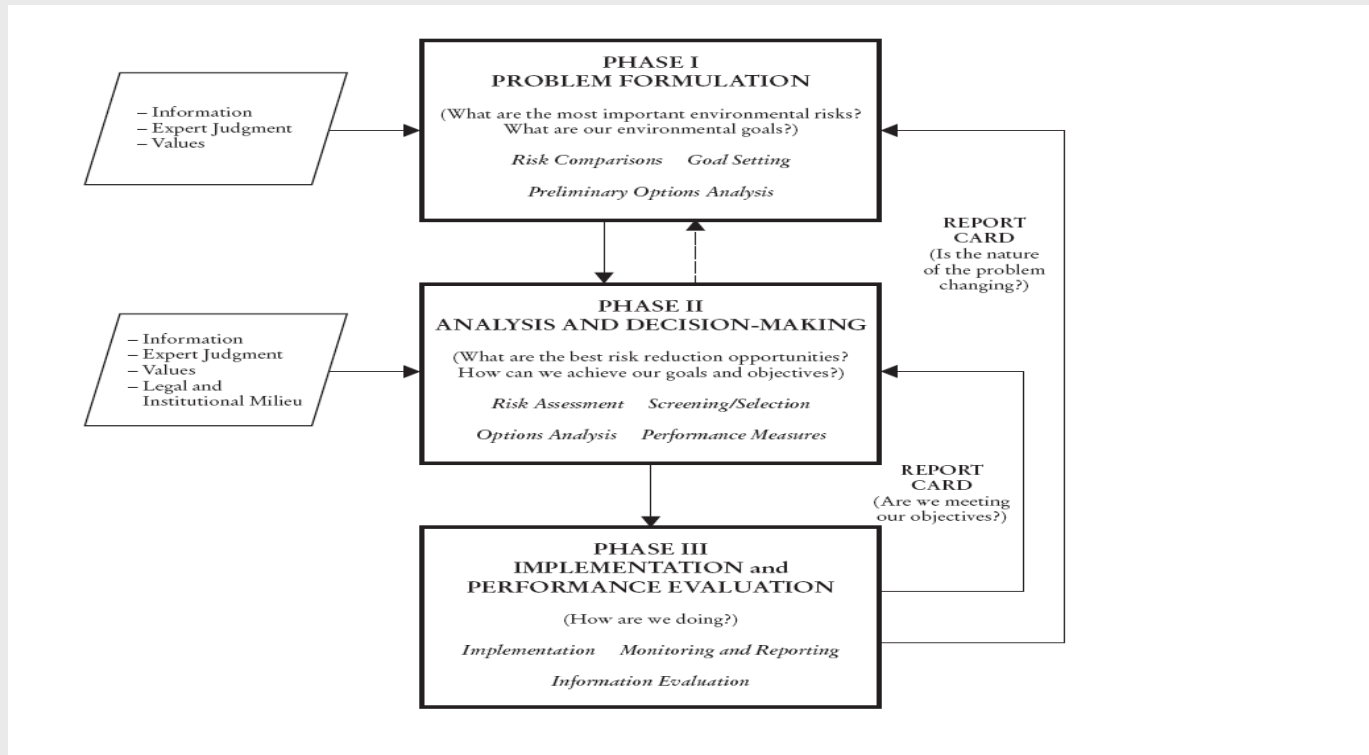 PHASE I
PROBLEM FORMULATION
(What are the most important environmental risks?
What are our environmental goals?)
Risk Comparisons Goal Setting
Preliminary Options Analysis
– Information
– Expert Judgment
– Values
REPORT
CARD
(Is the nature
of the problem
changing?)
PHASE II
ANALYSIS AND DECISION-MAKING
(What are the best risk reduction opportunities?
How can we achieve our goals and objectives?)
Risk Assessment Screening/Selection
Options Analysis Performance Measures
– Information
– Expert Judgment
– Values
– Legal and
Institutional Milieu
REPORT
CARD
(Are we meeting
our objectives?)
PHASE III
IMPLEMENTATION and
PERFORMANCE EVALUATION
(How are we doing?)
Implementation Monitoring and Reporting
Information Evaluation